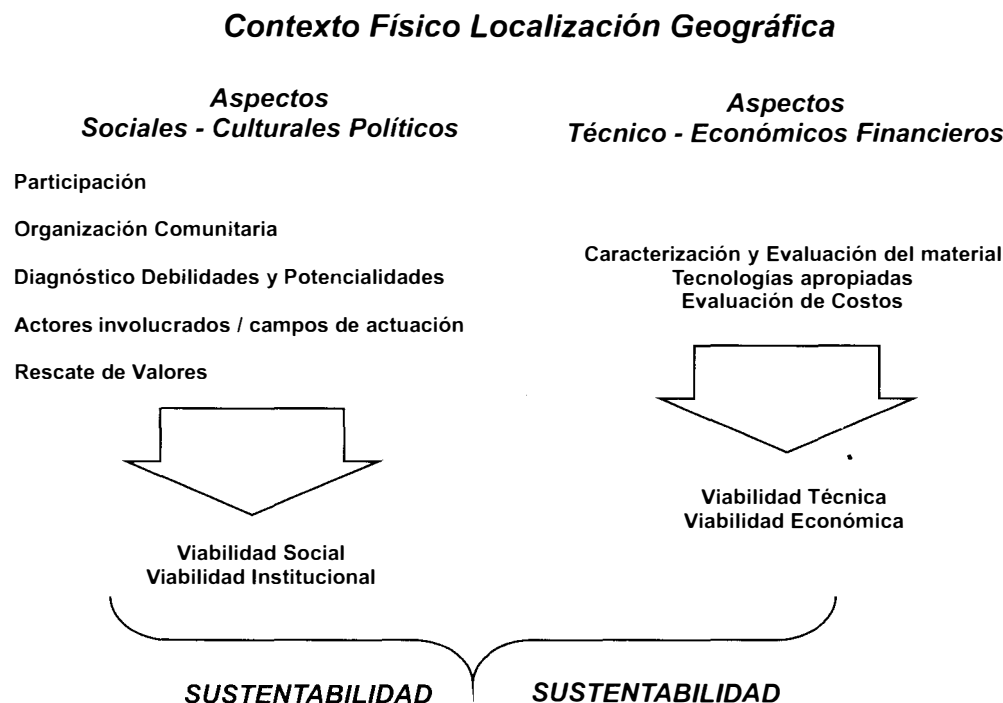 Contexto Físico Localización Geográfica
Aspectos
Sociales - Culturales Políticos
Participación
Organización Comunitaria
Diagnóstico Debilidades y Potencialidades
Actores involucrados / campos de actuación
Rescate de Valores
Viabilidad Social
Viabilidad Institucional
Aspectos
Técnico - Económicos Financieros
Caracterización y Evaluación del material
Tecnologías apropiadas
Evaluación de Costos
Viabilidad Técnica
Viabilidad Económica
SUSTENTABILIDAD
SUSTENTABILIDAD